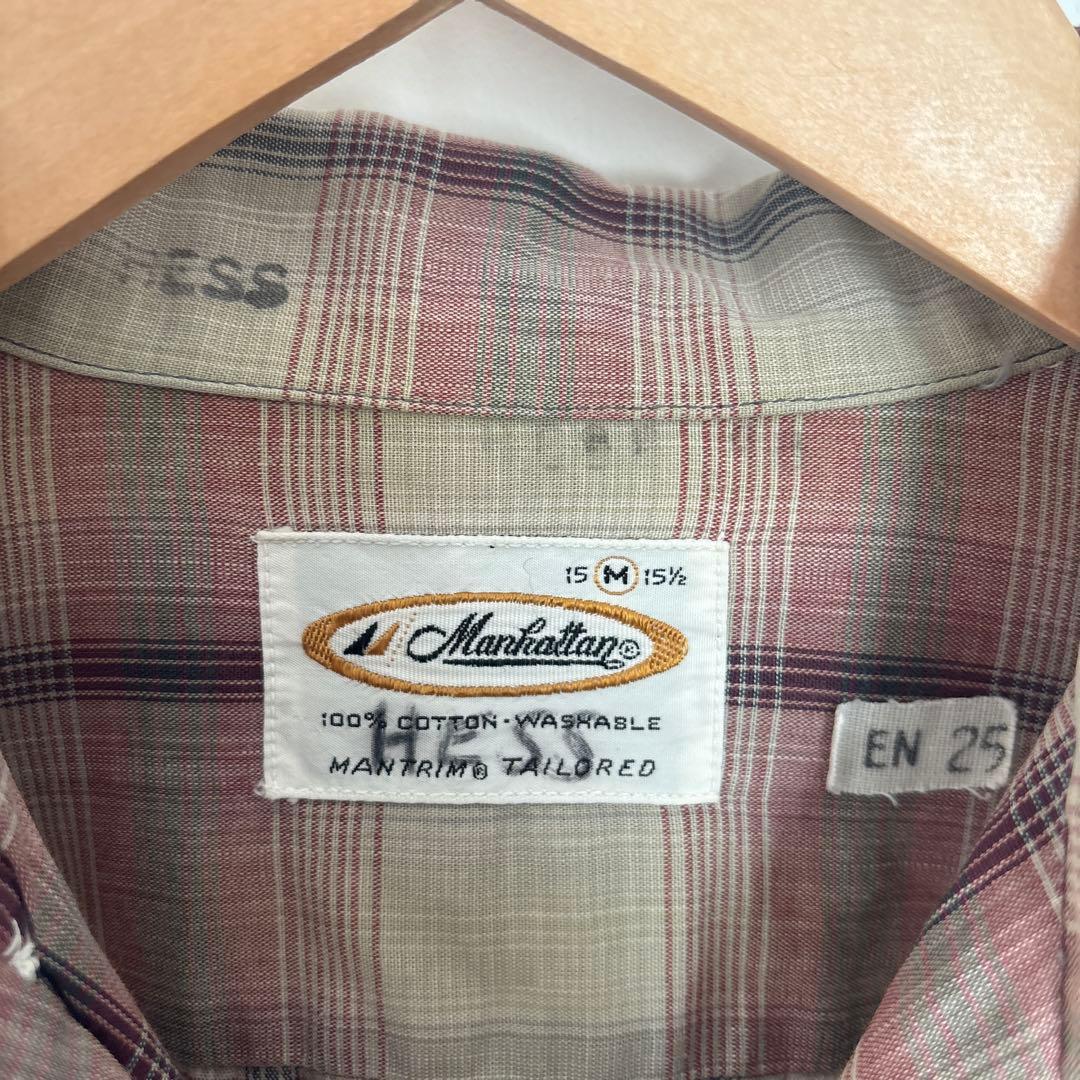 HESS
15 M 15½
Manhattan®
100% COTTON · WASHABLE
HESS
MANTRIM® TAILORED
EN 25